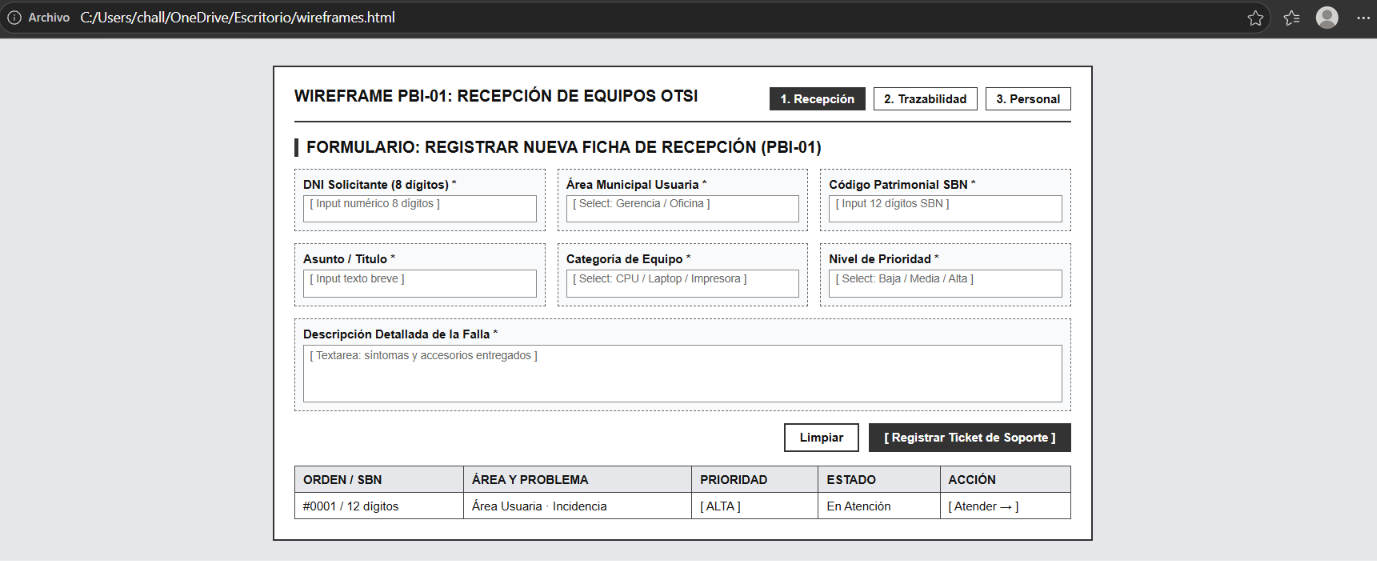 Archivo C:/Users/chall/OneDrive/Escritorio/wireframes.html
WIREFRAME PBI-01: RECEPCIÓN DE EQUIPOS OTSI
1. Recepción
2. Trazabilidad
3. Personal
FORMULARIO: REGISTRAR NUEVA FICHA DE RECEPCIÓN (PBI-01)
DNI Solicitante (8 dígitos) *
[ Input numérico 8 dígitos ]
Área Municipal Usuaria *
[ Select: Gerencia / Oficina ]
Código Patrimonial SBN *
[ Input 12 dígitos SBN ]
Asunto / Título *
[ Input texto breve ]
Categoría de Equipo *
[ Select: CPU / Laptop / Impresora ]
Nivel de Prioridad *
[ Select: Baja / Media / Alta ]
Descripción Detallada de la Falla *
[ Textarea: síntomas y accesorios entregados ]
Limpiar
[ Registrar Ticket de Soporte ]
ORDEN / SBN ÁREA Y PROBLEMA PRIORIDAD ESTADO ACCIÓN
#0001 / 12 dígitos Área Usuaria · Incidencia [ ALTA ] En Atención [ Atender → ]